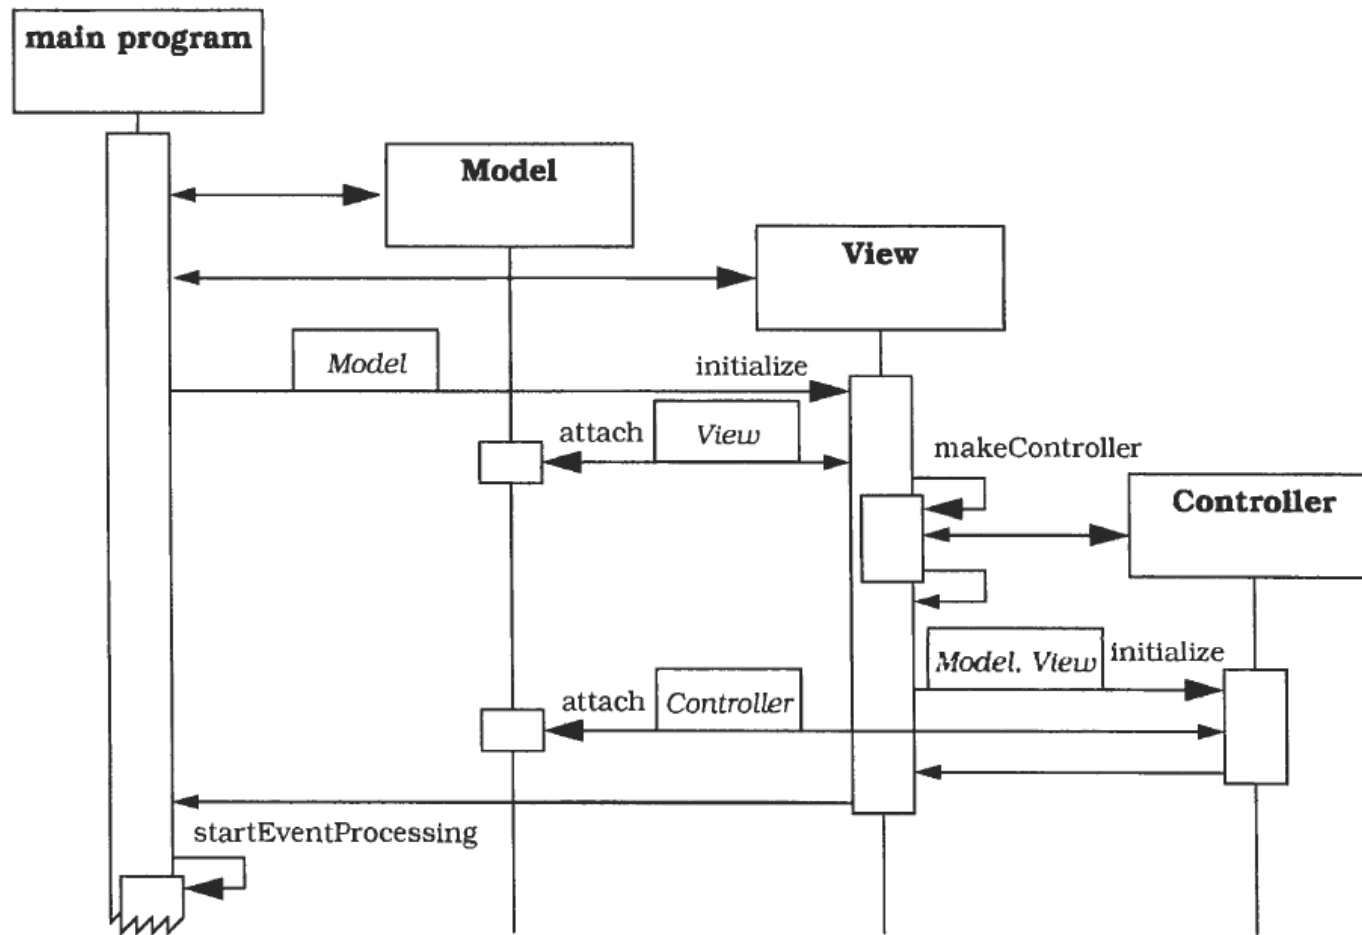 main program
Model
View
Model
initialize
attach
View
makeController
Controller
Model, View
initialize
attach
Controller
startEventProcessing